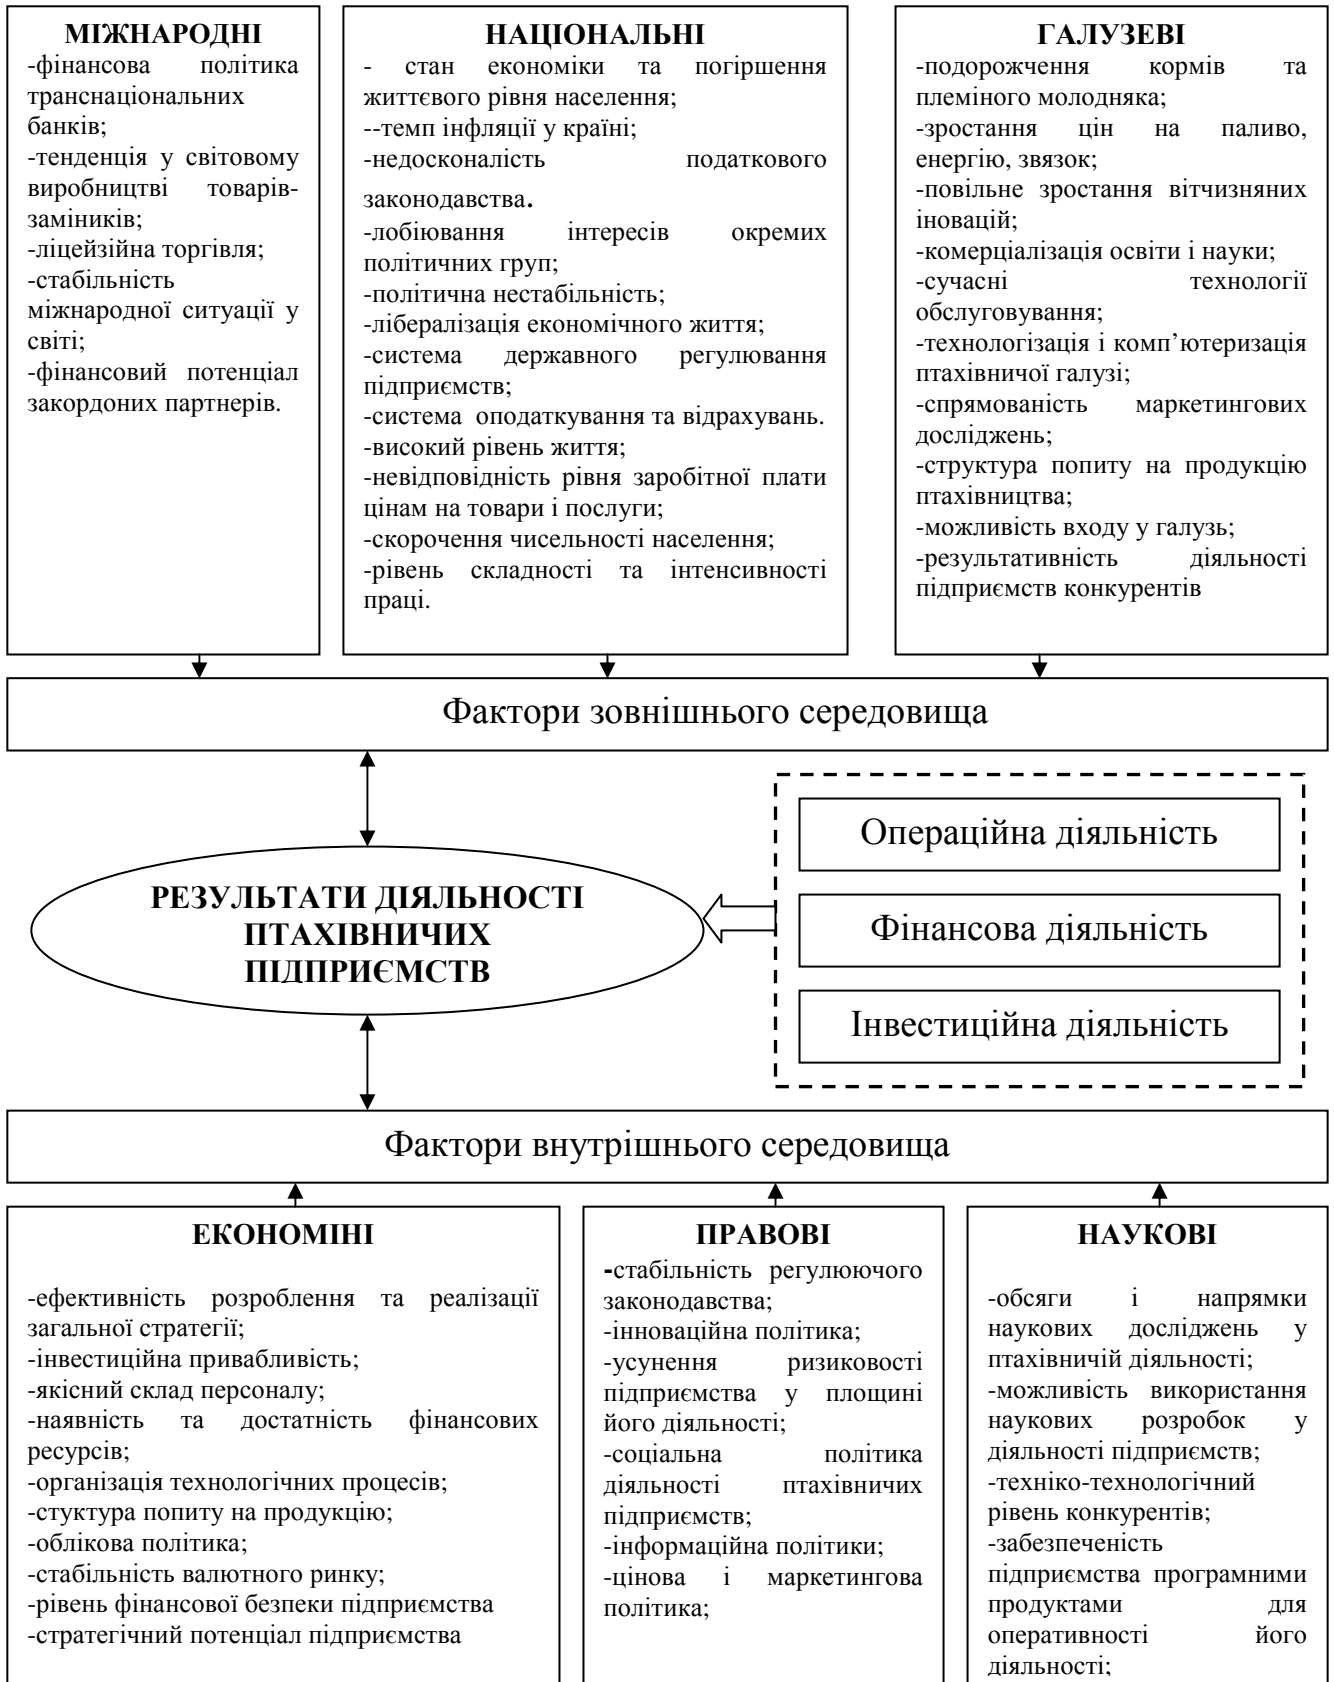 МІЖНАРОДНІ
-фінансова політика
транснаціональних
банків;
-тенденція у світовому
виробництві товарів-
заміників;
-ліцейзійна торгівля;
-стабільність
міжнародної ситуації у
світі;
-фінансовий потенціал
закордоних партнерів.
НАЦІОНАЛЬНІ
- стан економіки та погіршення
життєвого рівня населення;
--темп інфляції у країні;
-недосконалість податкового
законодавства.
-лобіювання інтересів окремих
політичних груп;
-політична нестабільність;
-лібералізація економічного життя;
-система державного регулювання
підприємств;
-система оподаткування та відрахувань.
-високий рівень життя;
-невідповідність рівня заробітної плати
цінам на товари і послуги;
-скорочення чисельності населення;
-рівень складності та інтенсивності
праці.
ГАЛУЗЕВІ
-подорожчення кормів та
племіного молодняка;
-зростання цін на паливо,
енергію, звязок;
-повільне зростання вітчизняних
іновацій;
-комерціалізація освіти і науки;
-сучасні технології
обслуговування;
-технологізація і комп’ютеризація
птахівничої галузі;
-спрямованість маркетингових
досліджень;
-структура попиту на продукцію
птахівництва;
-можливість входу у галузь;
-результативність діяльності
підприємств конкурентів
Фактори зовнішнього середовища
РЕЗУЛЬТАТИ ДІЯЛЬНОСТІ
ПТАХІВНИЧИХ
ПІДПРИЄМСТВ
Операційна діяльність
Фінансова діяльність
Інвестиційна діяльність
Фактори внутрішнього середовища
ЕКОНОМІНІ
-ефективність розроблення та реалізації
загальної стратегії;
-інвестиційна привабливість;
-якісний склад персоналу;
-наявність та достатність фінансових
ресурсів;
-організація технологічних процесів;
-стуктура попиту на продукцію;
-облікова політика;
-стабільність валютного ринку;
-рівень фінансової безпеки підприємства
-стратегічний потенціал підприємства
ПРАВОВІ
-стабільність регулюючого
законодавства;
-інноваційна політика;
-усунення ризиковості
підприємства у площині
його діяльності;
-соціальна політика
діяльності птахівничих
підприємств;
-інформаційна політики;
-цінова і маркетингова
політика;
НАУКОВІ
-обсяги і напрямки
наукових досліджень у
птахівничій діяльності;
-можливість використання
наукових розробок у
діяльності підприємств;
-техніко-технологічний
рівень конкурентів;
-забезпеченість
підприємства програмними
продуктами для
оперативності його
діяльності;